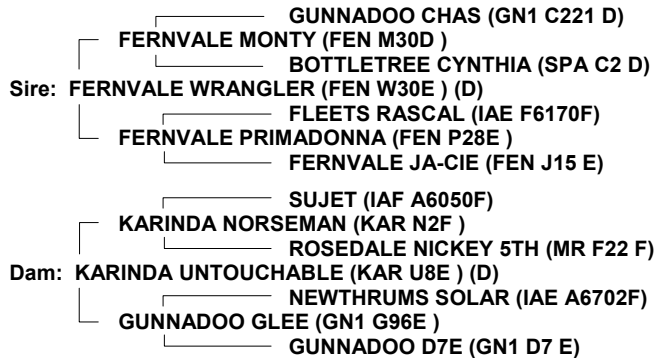 GUNNADOO CHAS (GN1 C221 D)
FERNVALE MONTY (FEN M30D )
BOTTLETREE CYNTHIA (SPA C2 D)
Sire: FERNVALE WRANGLER (FEN W30E ) (D)
FLEETS RASCAL (IAE F6170F)
FERNVALE PRIMADONNA (FEN P28E )
FERNVALE JA-CIE (FEN J15 E)
SUJET (IAF A6050F)
KARINDA NORSEMAN (KAR N2F )
ROSEDALE NICKEY 5TH (MR F22 F)
Dam: KARINDA UNTOUCHABLE (KAR U8E ) (D)
NEWTHRUMS SOLAR (IAE A6702F)
GUNNADOO GLEE (GN1 G96E )
GUNNADOO D7E (GN1 D7 E)